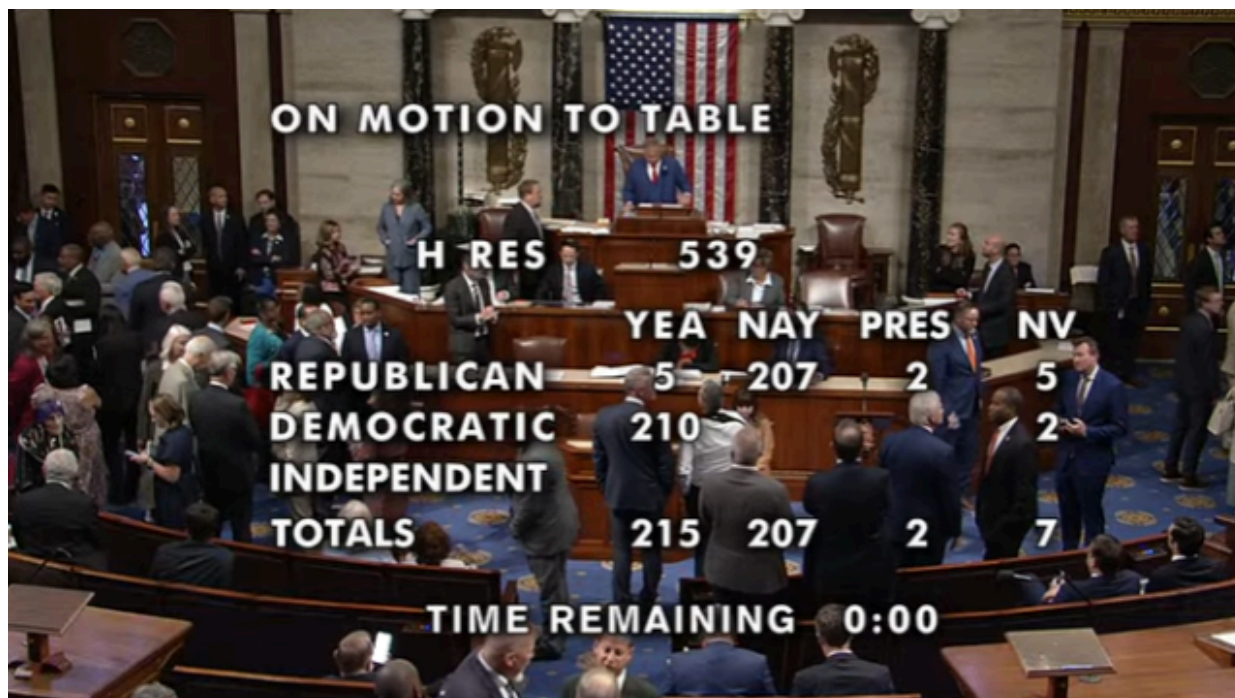 ON MOTION TO TABLE
H RES 539
YEA NAY PRES NV
REPUBLICAN 5 207 2 5
DEMOCRATIC 210 2
INDEPENDENT
TOTALS 215 207 2 7
TIME REMAINING 0:00